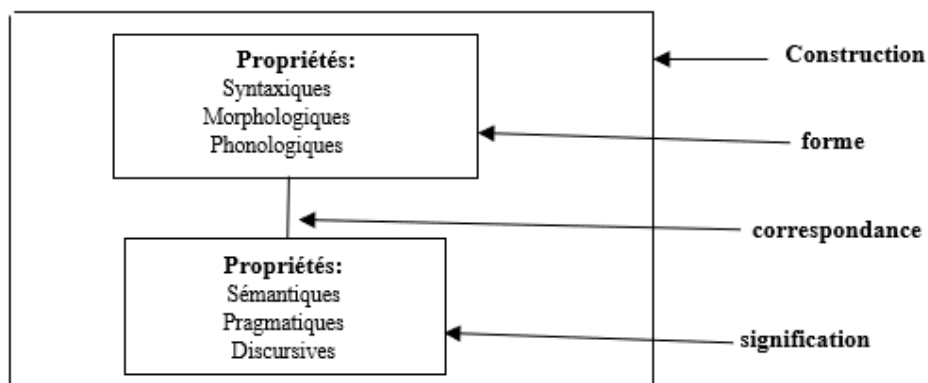 Propriétés:
Syntaxiques
Morphologiques
Phonologiques
Propriétés:
Sémantiques
Pragmatiques
Discursives
Construction
forme
correspondance
signification